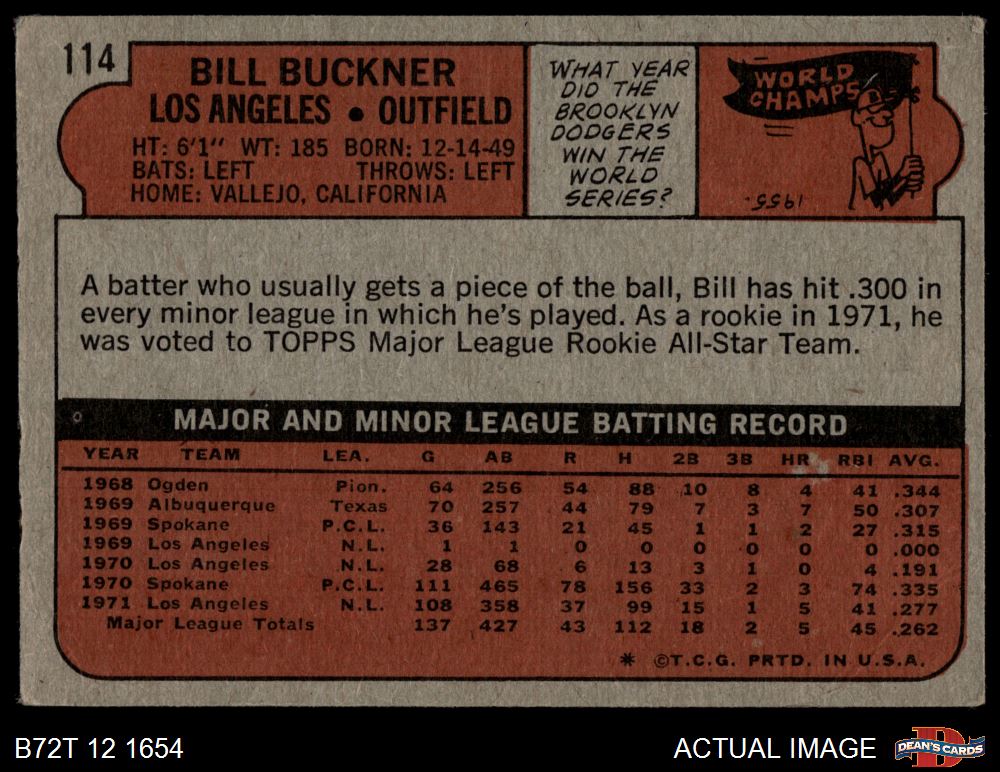 114
BILL BUCKNER
LOS ANGELES • OUTFIELD
HT: 6'1" WT: 185 BORN: 12-14-49
BATS: LEFT THROWS: LEFT
HOME: VALLEJO, CALIFORNIA
WHAT YEAR
DID THE
BROOKLYN
DODGERS
WIN THE
WORLD
SERIES?
WORLD
CHAMPS
1955.
A batter who usually gets a piece of the ball, Bill has hit .300 in
every minor league in which he's played. As a rookie in 1971, he
was voted to TOPPS Major League Rookie All-Star Team.
MAJOR AND MINOR LEAGUE BATTING RECORD
YEAR TEAM LEA. G AB R H 2B 3B HR RBI AVG.
1968 Ogden Pion. 64 256 54 88 10 8 4 41 .344
1969 Albuquerque Texas 70 257 44 79 7 3 7 50 .307
1969 Spokane P.C.L. 36 143 21 45 1 1 2 27 .315
1969 Los Angeles N.L. 1 1 0 0 0 0 0 0 .000
1970 Los Angeles N.L. 28 68 6 13 3 1 0 4 .191
1970 Spokane P.C.L. 111 465 78 156 33 2 3 74 .335
1971 Los Angeles N.L. 108 358 37 99 15 1 5 41 .277
Major League Totals 137 427 43 112 18 2 5 45 .262
* ©T.C.G. PRTD. IN U.S.A.
B72T 12 1654
ACTUAL IMAGE
D
DEAN'S CARDS